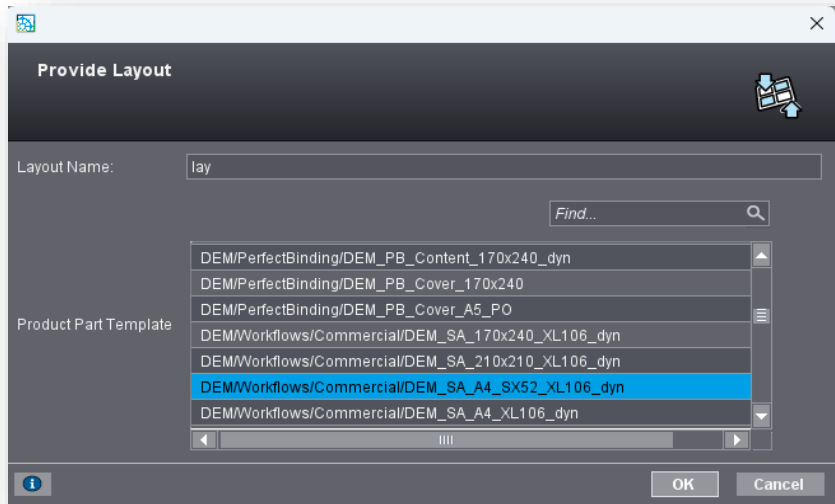 Provide Layout
Layout Name:
lay
Find...
Product Part Template
DEM/PerfectBinding/DEM_PB_Content_170x240_dyn
DEM/PerfectBinding/DEM_PB_Cover_170x240
DEM/PerfectBinding/DEM_PB_Cover_A5_PO
DEM/Workflows/Commercial/DEM_SA_170x240_XL106_dyn
DEM/Workflows/Commercial/DEM_SA_210x210_XL106_dyn
DEM/Workflows/Commercial/DEM_SA_A4_SX52_XL106_dyn
DEM/Workflows/Commercial/DEM_SA_A4_XL106_dyn
OK
Cancel